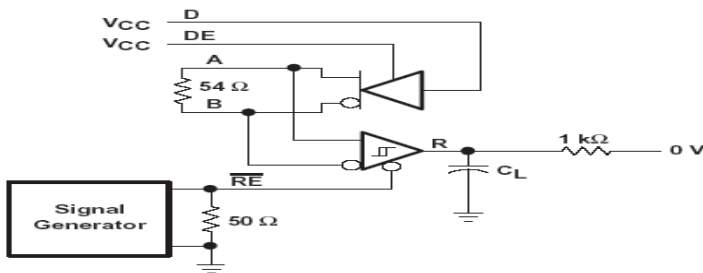 VCC D
VCC DE
A
54 Ω
B
R 1 kΩ 0 V
CL
RE
Signal
Generator
50 Ω